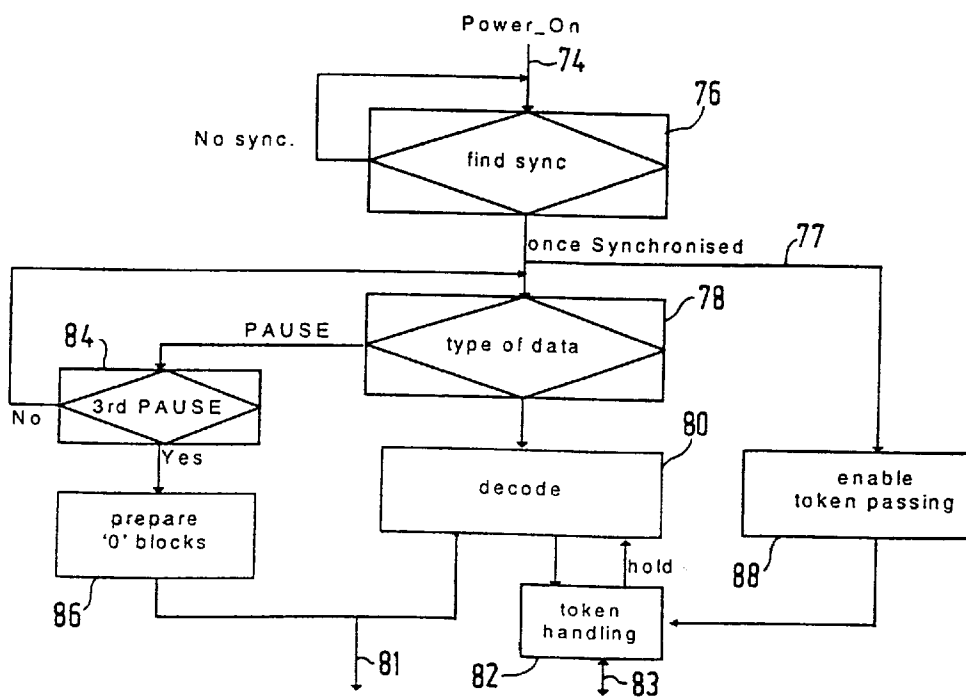 Power_On
74
76
No sync.
find sync
once Synchronised
77
78
PAUSE
type of data
84
3rd PAUSE
No
Yes
80
decode
enable
token passing
prepare
'0' blocks
88
hold
86
token
handling
81
82
83